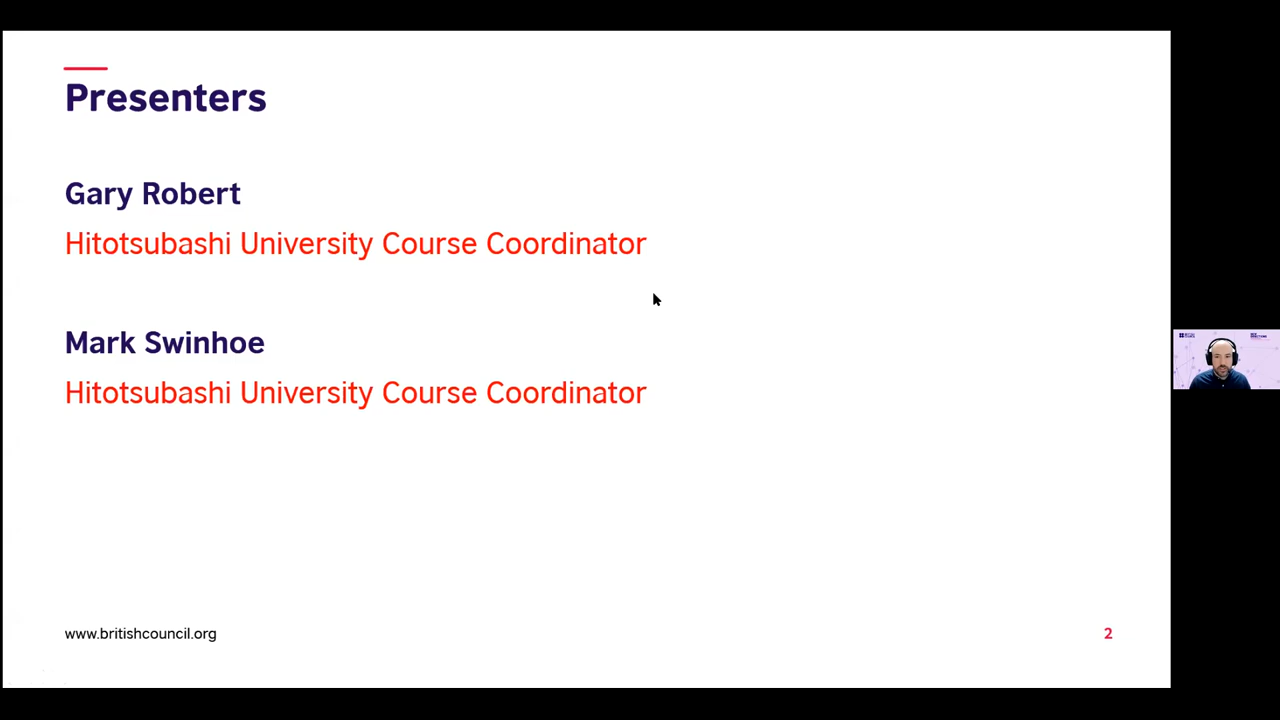 Presenters
Gary Robert
Hitotsubashi University Course Coordinator
Mark Swinhoe
Hitotsubashi University Course Coordinator
www.britishcouncil.org
2